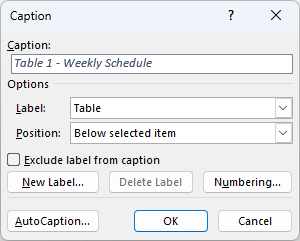 Caption
?
Caption:
Table 1 - Weekly Schedule
Options
Label: Table
Position: Below selected item
Exclude label from caption
New Label... Delete Label Numbering...
AutoCaption... OK Cancel